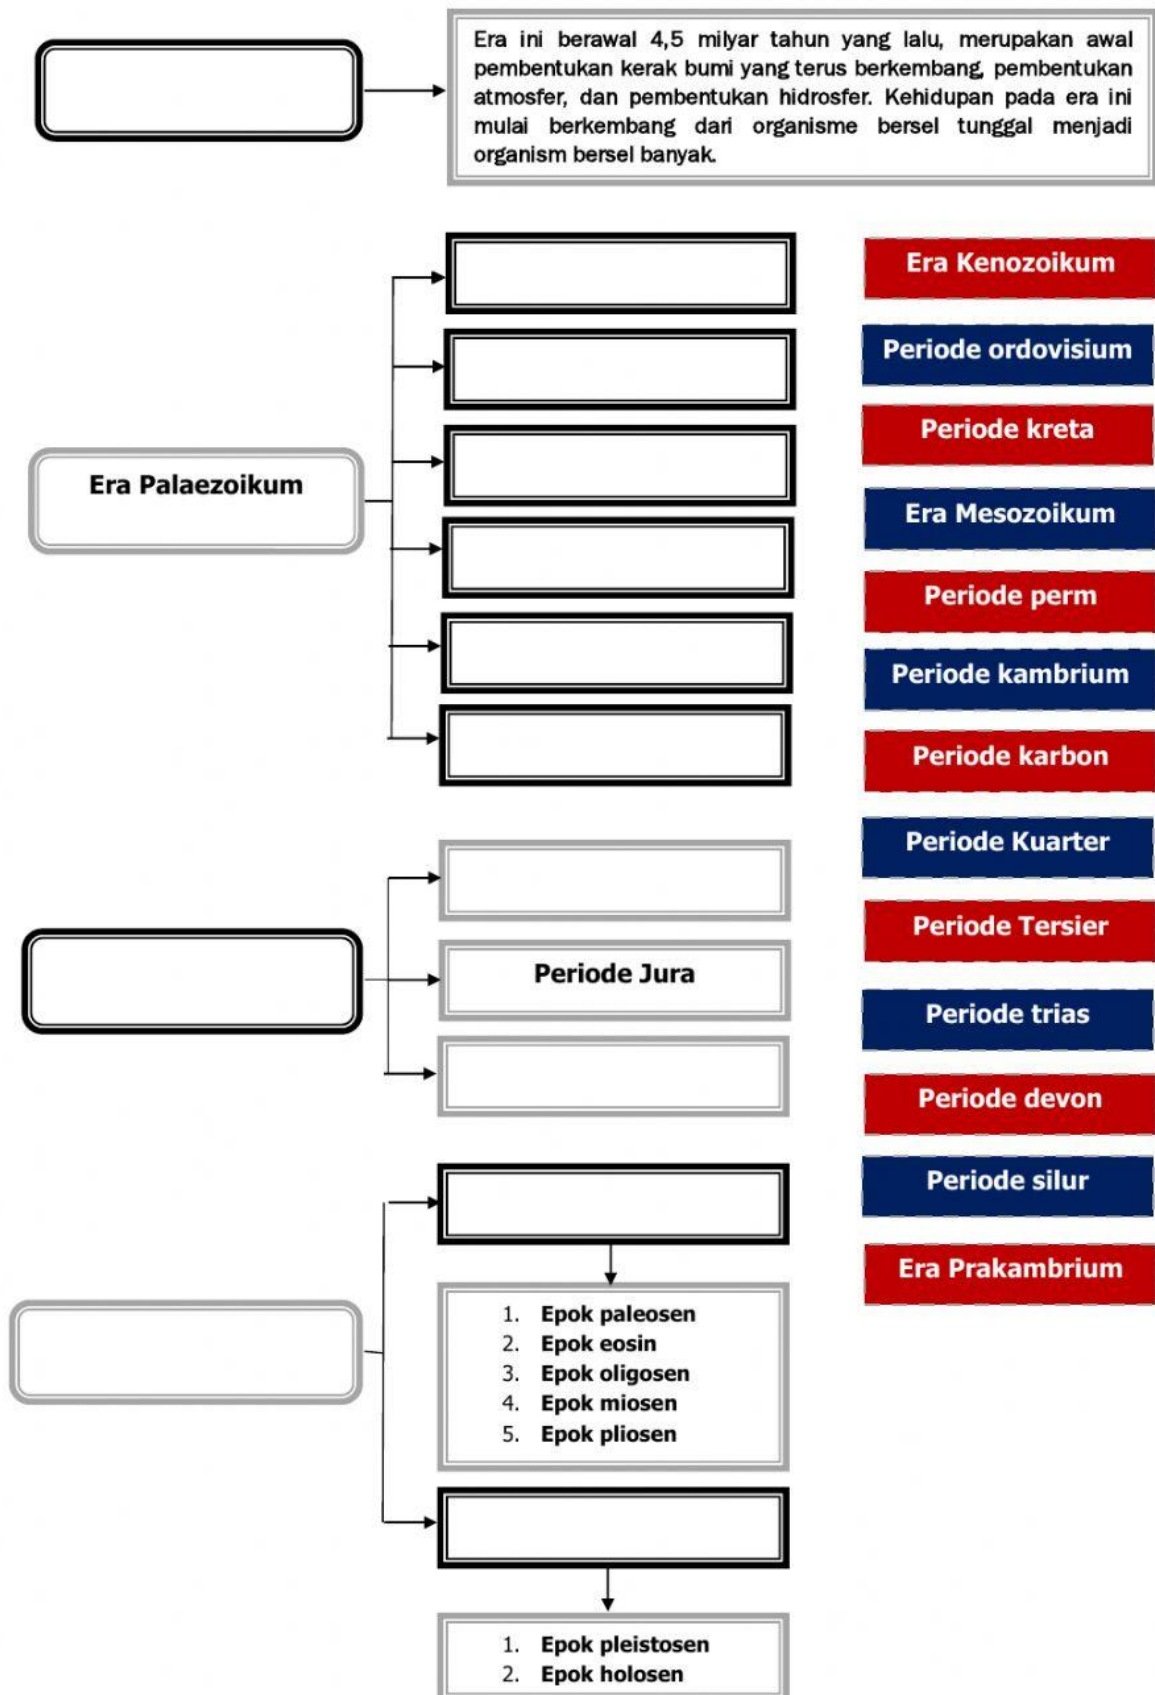 Era ini berawal 4,5 milyar tahun yang lalu, merupakan awal
pembentukan kerak bumi yang terus berkembang, pembentukan
atmosfer, dan pembentukan hidrosfer. Kehidupan pada era ini
mulai berkembang dari organisme bersel tunggal menjadi
organism bersel banyak.
Era Palaezoikum
Periode Jura
1. Epok paleosen
2. Epok eosin
3. Epok oligosen
4. Epok miosen
5. Epok pliosen
1. Epok pleistosen
2. Epok holosen
Era Kenozoikum
Periode ordovisium
Periode kreta
Era Mesozoikum
Periode perm
Periode kambrium
Periode karbon
Periode Kuarter
Periode Tersier
Periode trias
Periode devon
Periode silur
Era Prakambrium